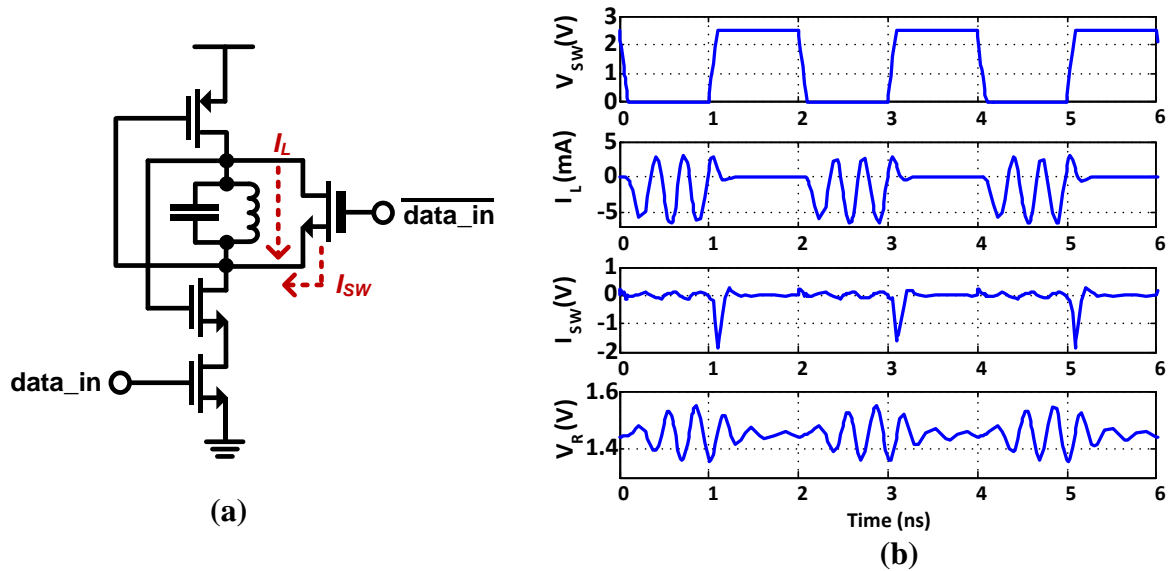 I_L
data_in
I_SW
data_in
(a)
V_SW(V)
3
2
1
0
0 1 2 3 4 5 6
I_L(mA)
5
0
-5
0 1 2 3 4 5 6
I_SW(V)
1
0
-1
-2
0 1 2 3 4 5 6
V_R(V)
1.6
1.4
0 1 2 3 4 5 6
Time (ns)
(b)